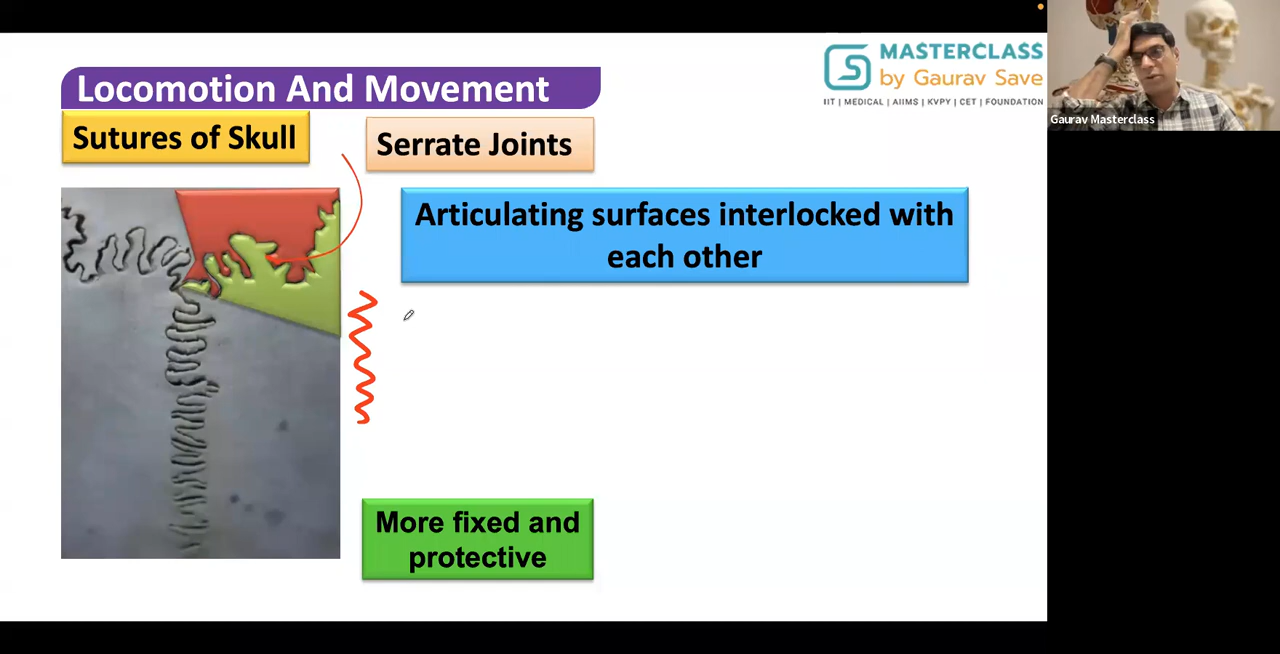 MASTERCLASS
by Gaurav Save
IIT | MEDICAL | AIIMS | KVPY | CET | FOUNDATION
Gaurav Masterclass
Locomotion And Movement
Sutures of Skull
Serrate Joints
Articulating surfaces interlocked with
each other
More fixed and
protective